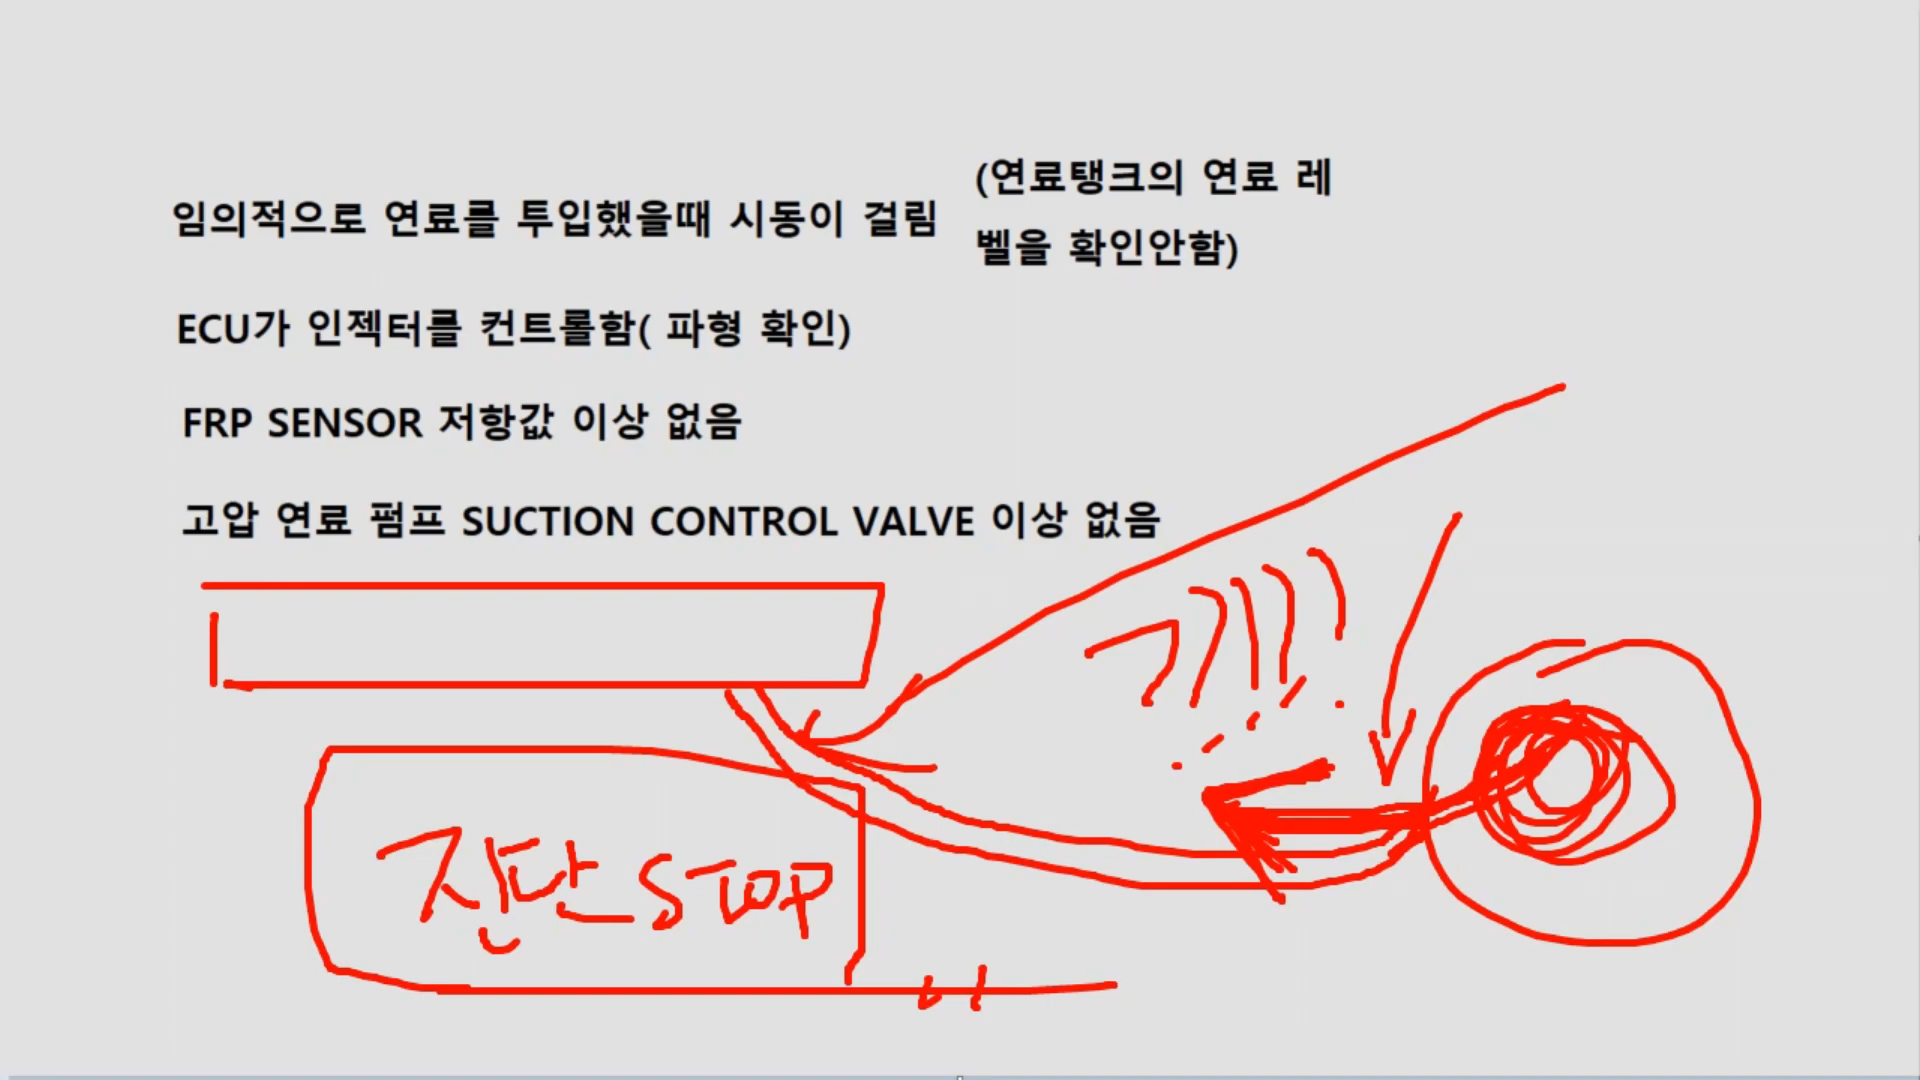 임의적으로 연료를 투입했을때 시동이 걸림
(연료탱크의 연료 레
벨을 확인안함)
ECU가 인젝터를 컨트롤함( 파형 확인)
FRP SENSOR 저항값 이상 없음
고압 연료 펌프 SUCTION CONTROL VALVE 이상 없음
진단 STOP